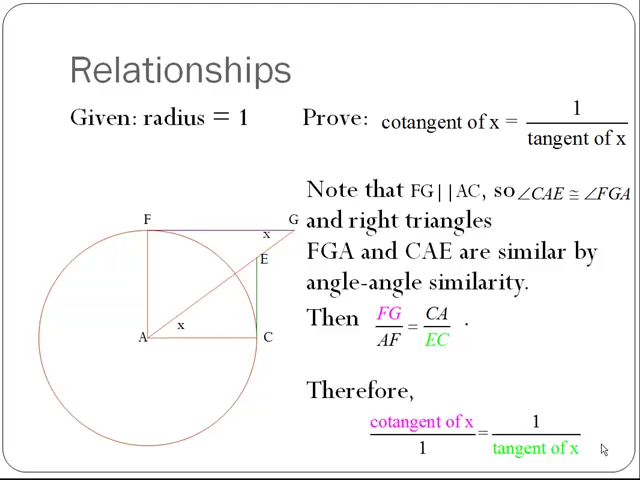 Relationships
Given: radius = 1
Prove: cotangent of x = 1 / tangent of x
Note that FG||AC, so ∠CAE ≅ ∠FGA
and right triangles
FGA and CAE are similar by
angle-angle similarity.
Then FG / AF = CA / EC .
Therefore,
cotangent of x / 1 = 1 / tangent of x
F
G
x
E
x
A
C